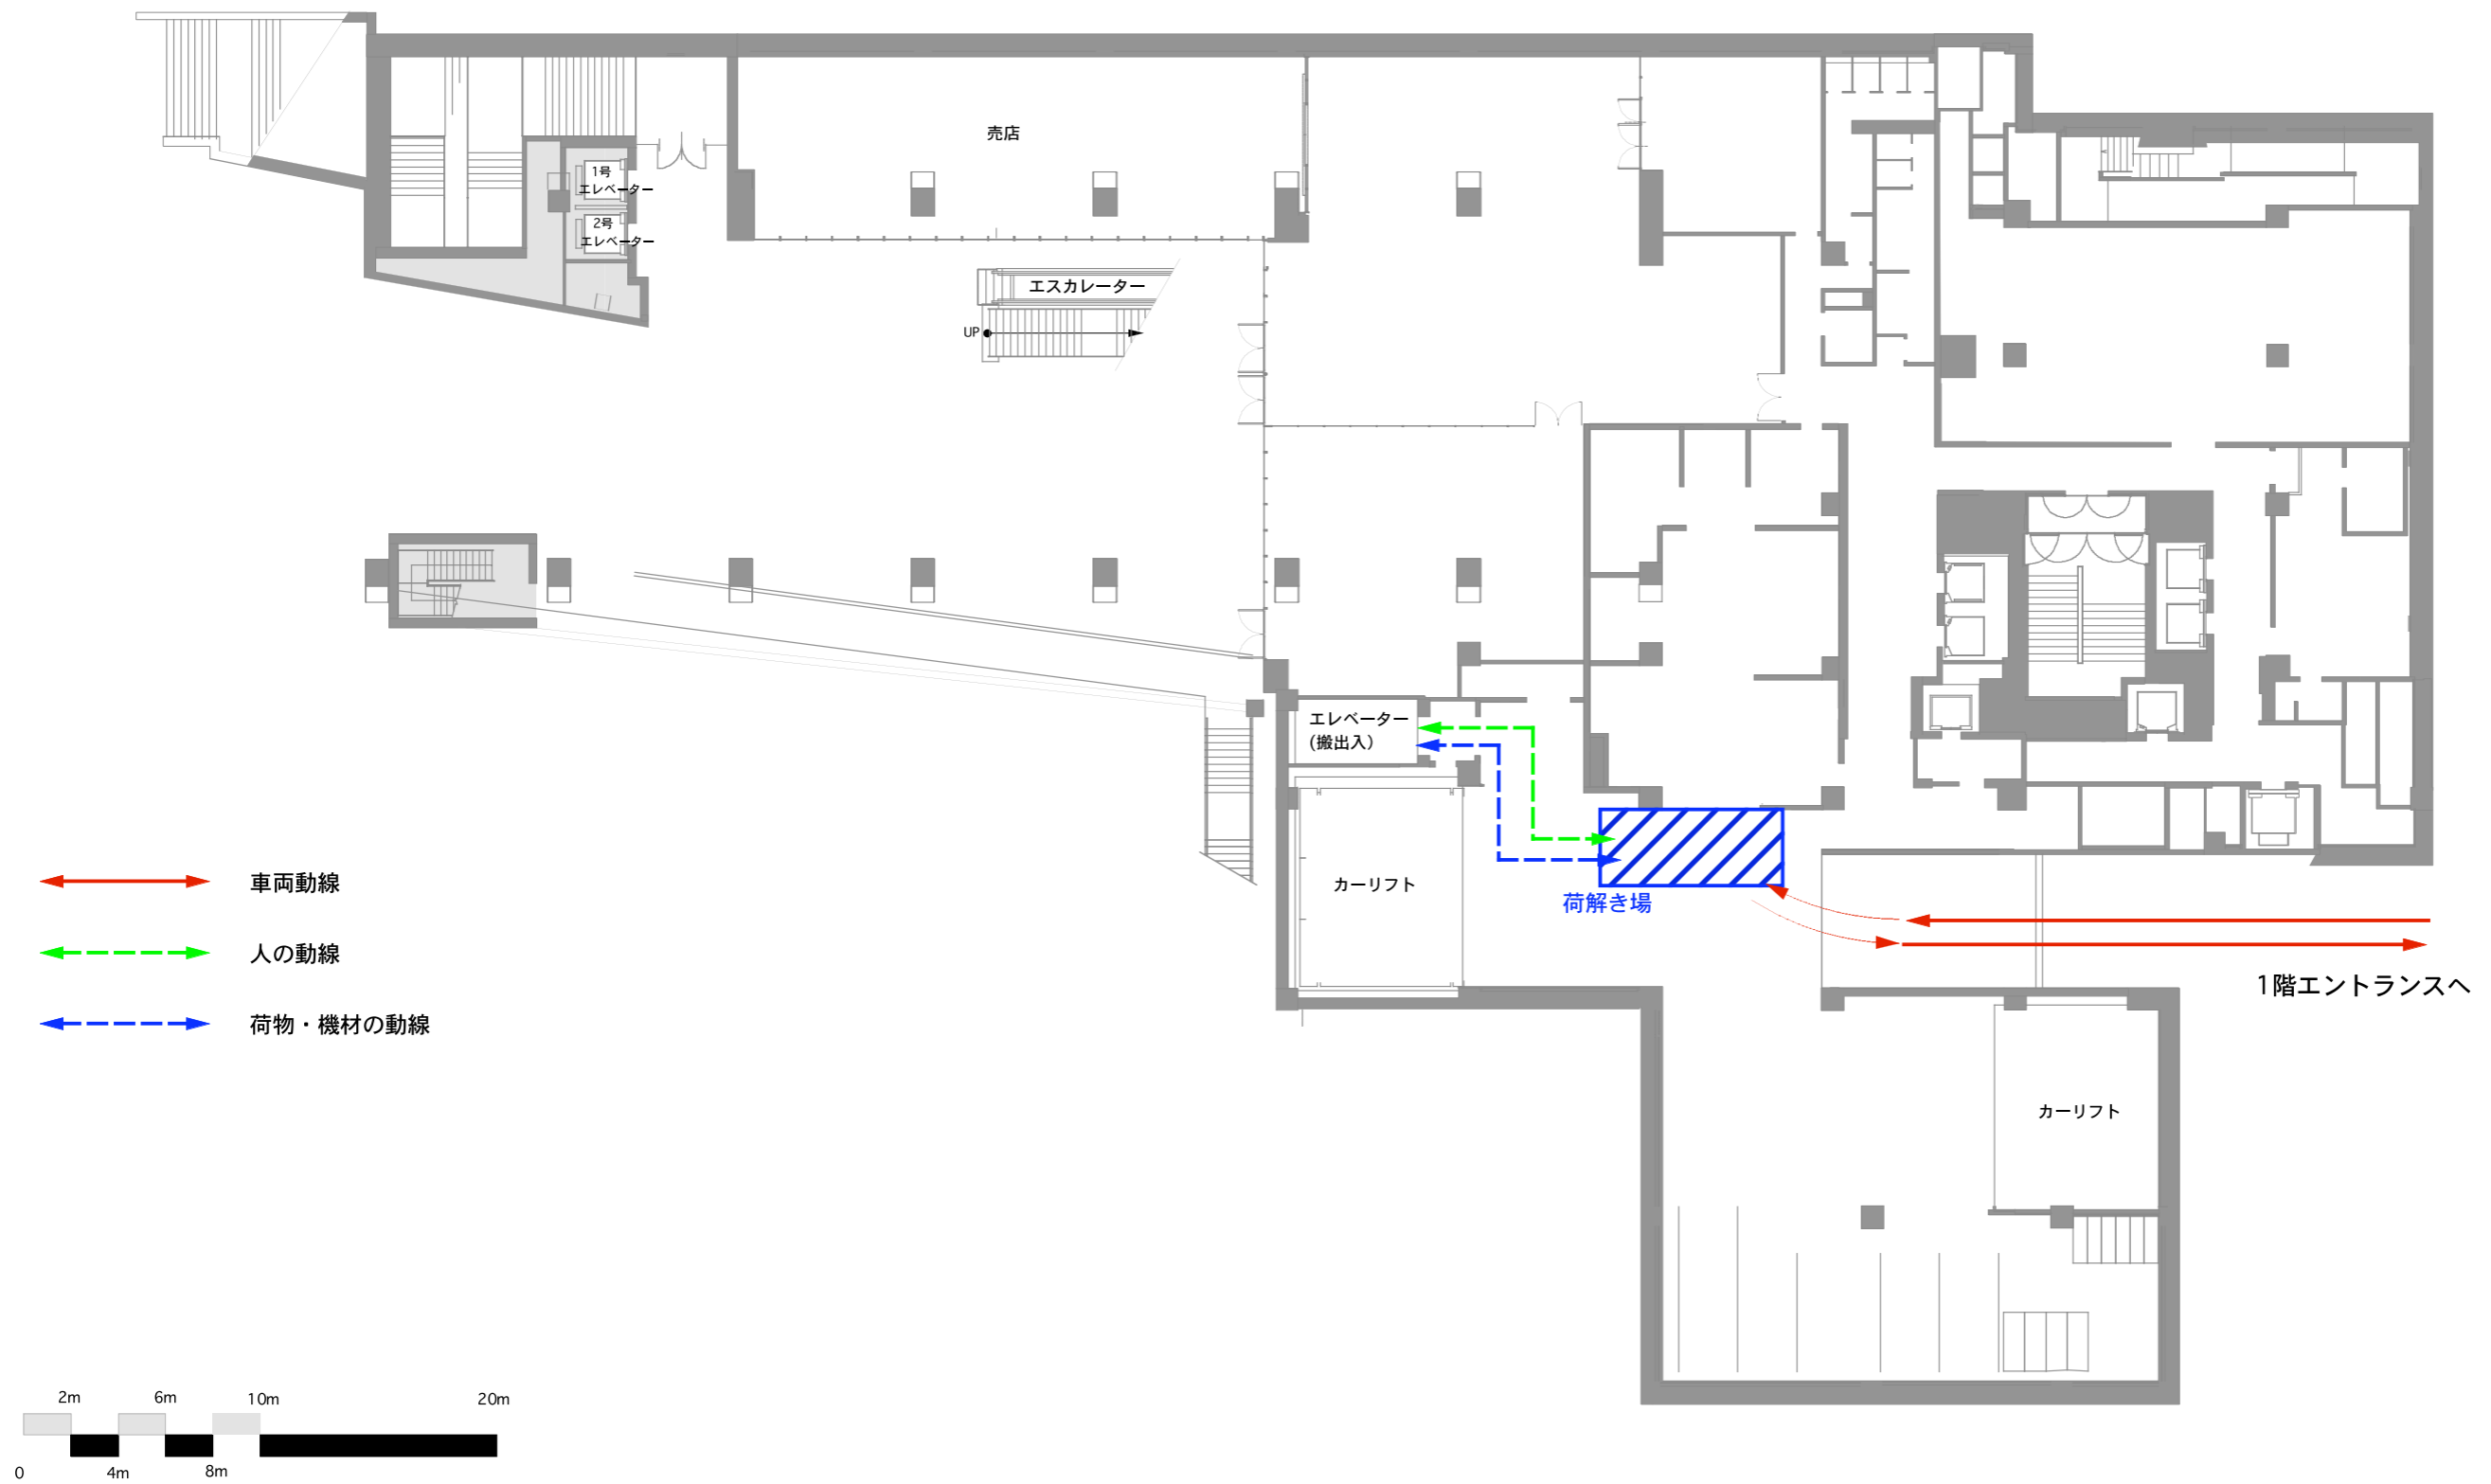 売店
1号
エレベーター
2号
エレベーター
エスカレーター
UP
エレベーター
(搬出入)
カーリフト
荷解き場
車両動線
人の動線
荷物・機材の動線
1階エントランスへ
カーリフト
2m
6m
10m
20m
0
4m
8m